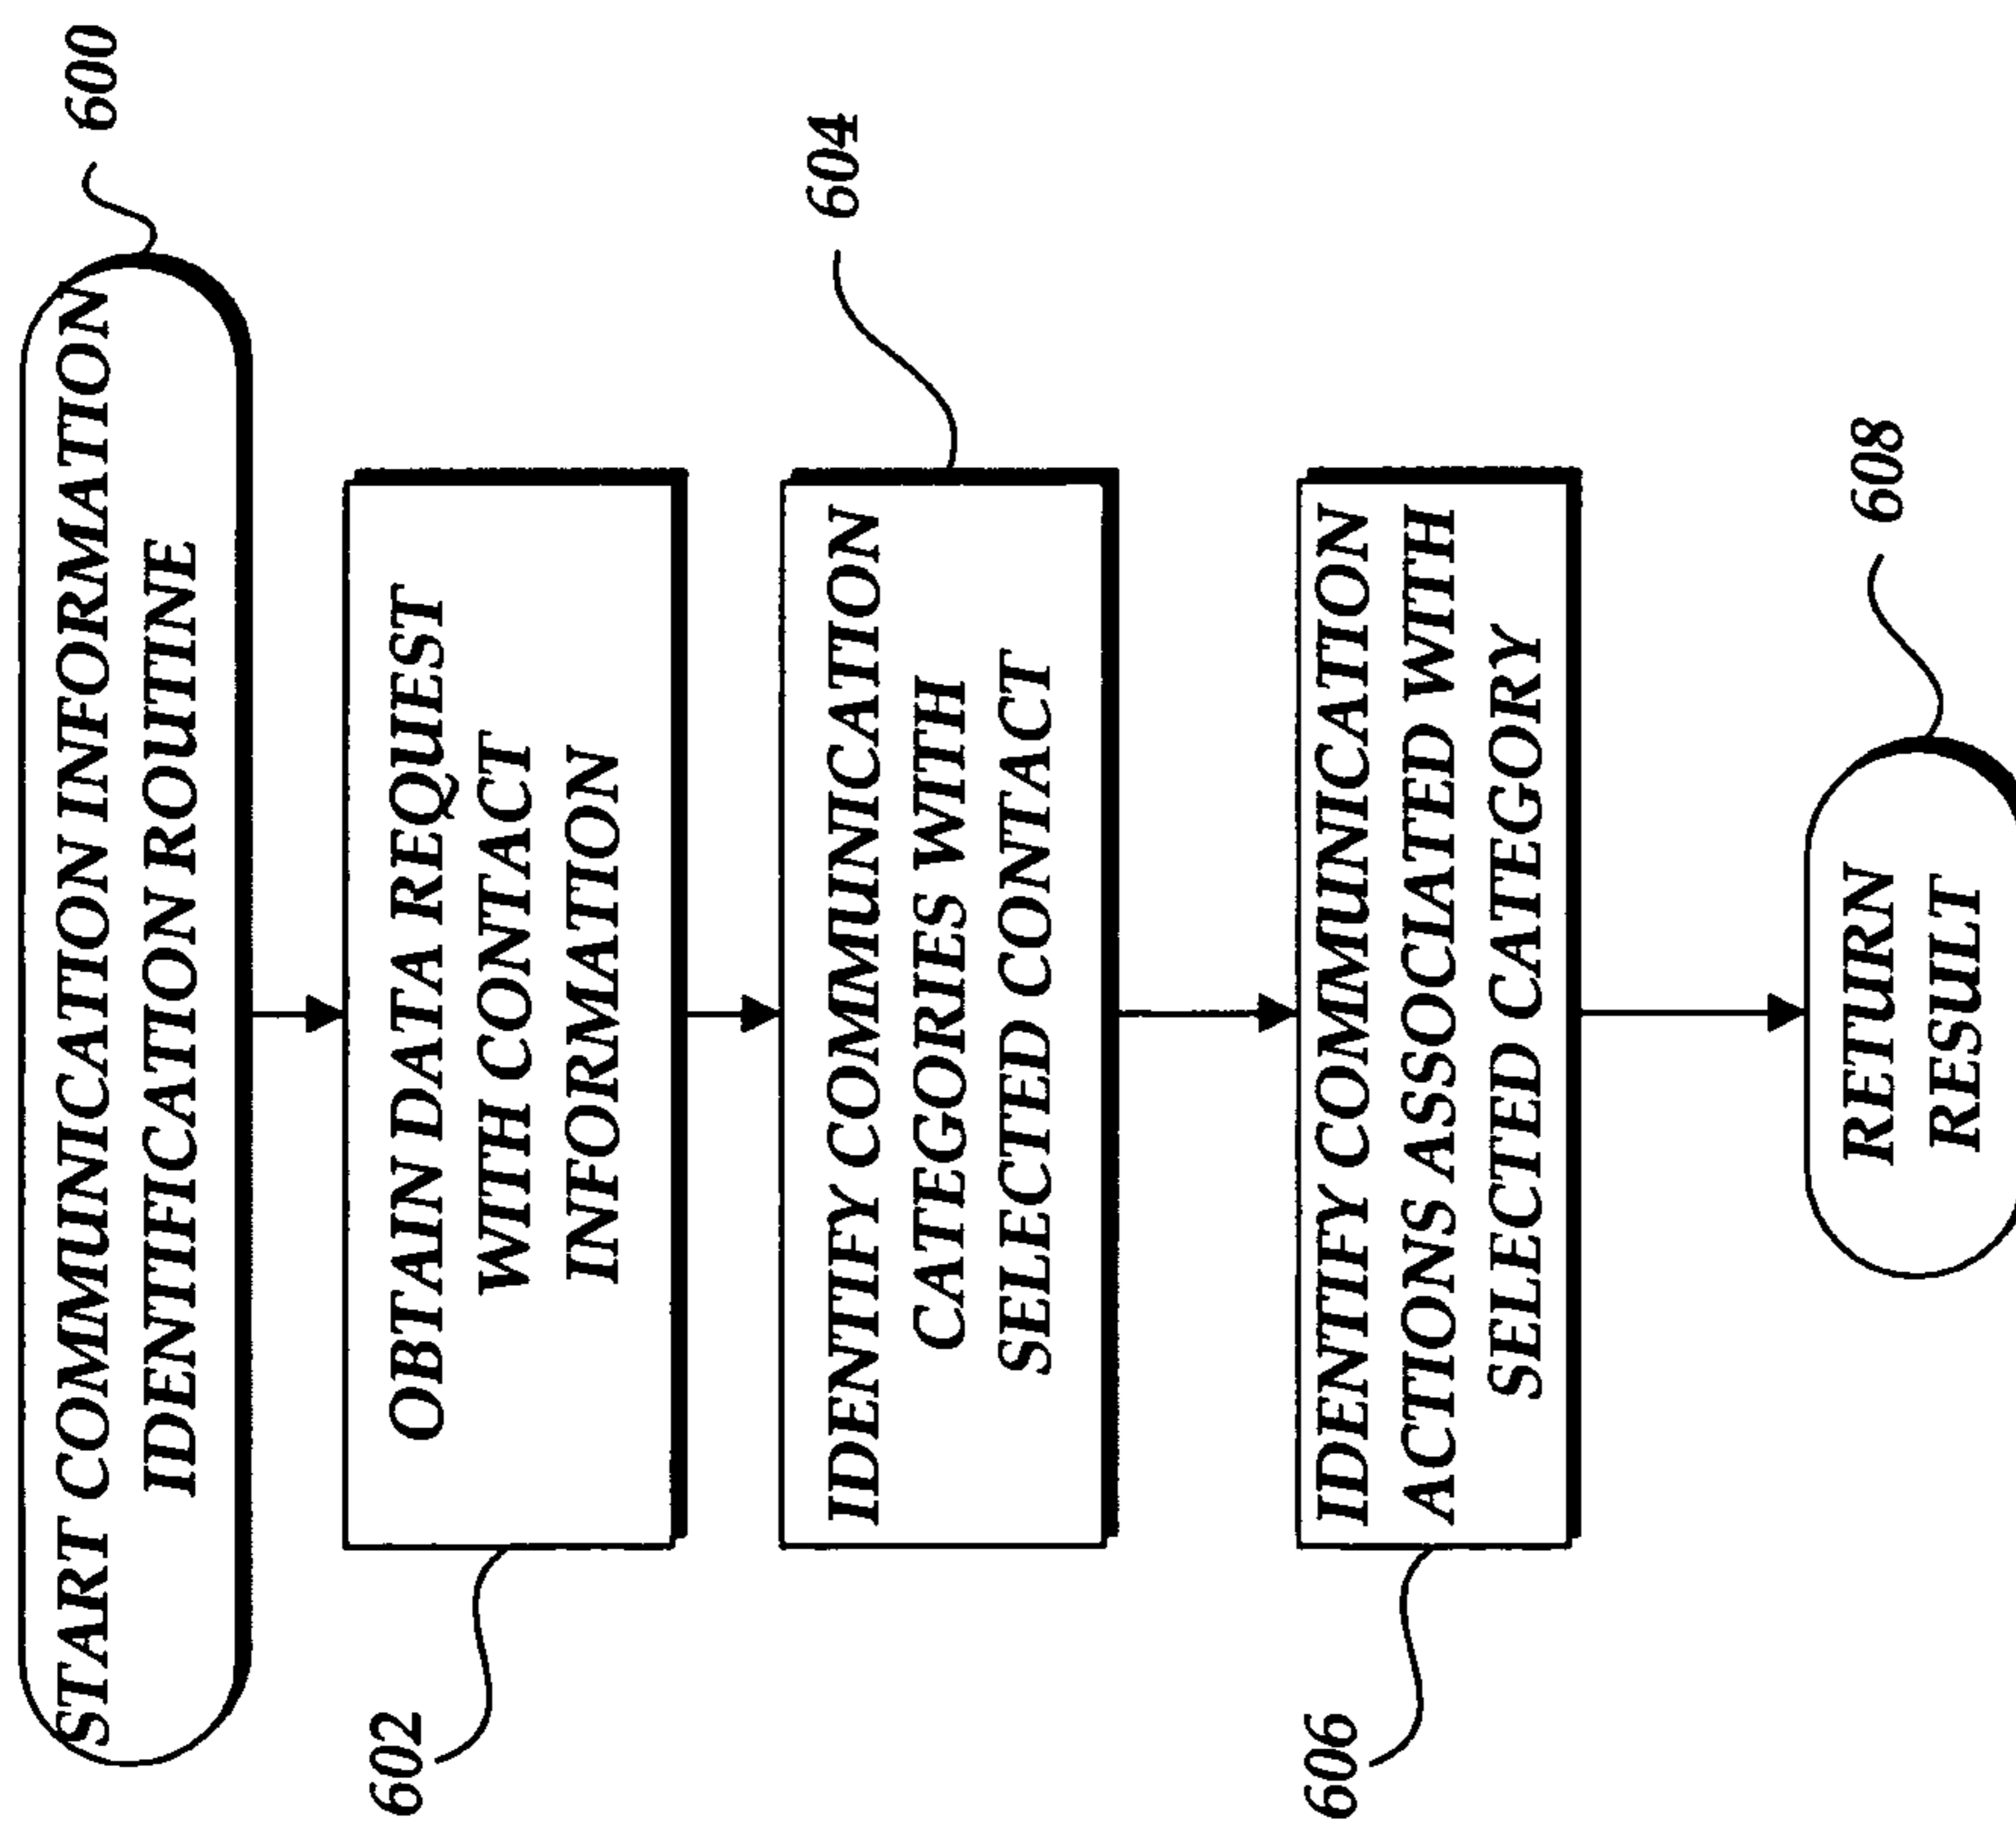 START COMMUNICATION INFORMATION
IDENTIFICATION ROUTINE
600
OBTAIN DATA REQUEST
WITH CONTACT
INFORMATION
602
IDENTIFY COMMUNICATION
CATEGORIES WITH
SELECTED CONTACT
604
IDENTIFY COMMUNICATION
ACTIONS ASSOCIATED WITH
SELECTED CATEGORY
606
RETURN
RESULT
608